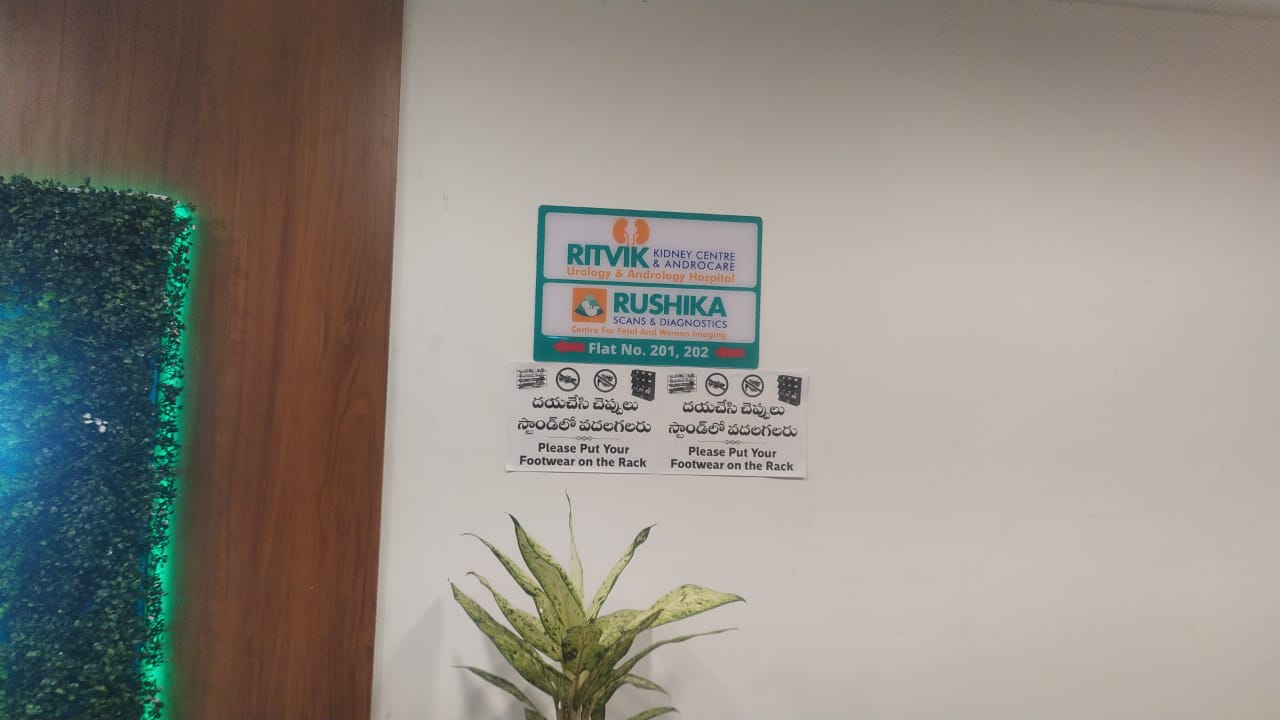 RITVIK KIDNEY CENTRE
& ANDROCARE
Urology & Andrology Hospital
RUSHIKA
SCANS & DIAGNOSTICS
Centre For Fetal And Women Imaging
Flat No. 201, 202
దయచేసి చెప్పులు
స్టాండ్‌లో వదలగలరు
Please Put Your
Footwear on the Rack
దయచేసి చెప్పులు
స్టాండ్‌లో వదలగలరు
Please Put Your
Footwear on the Rack